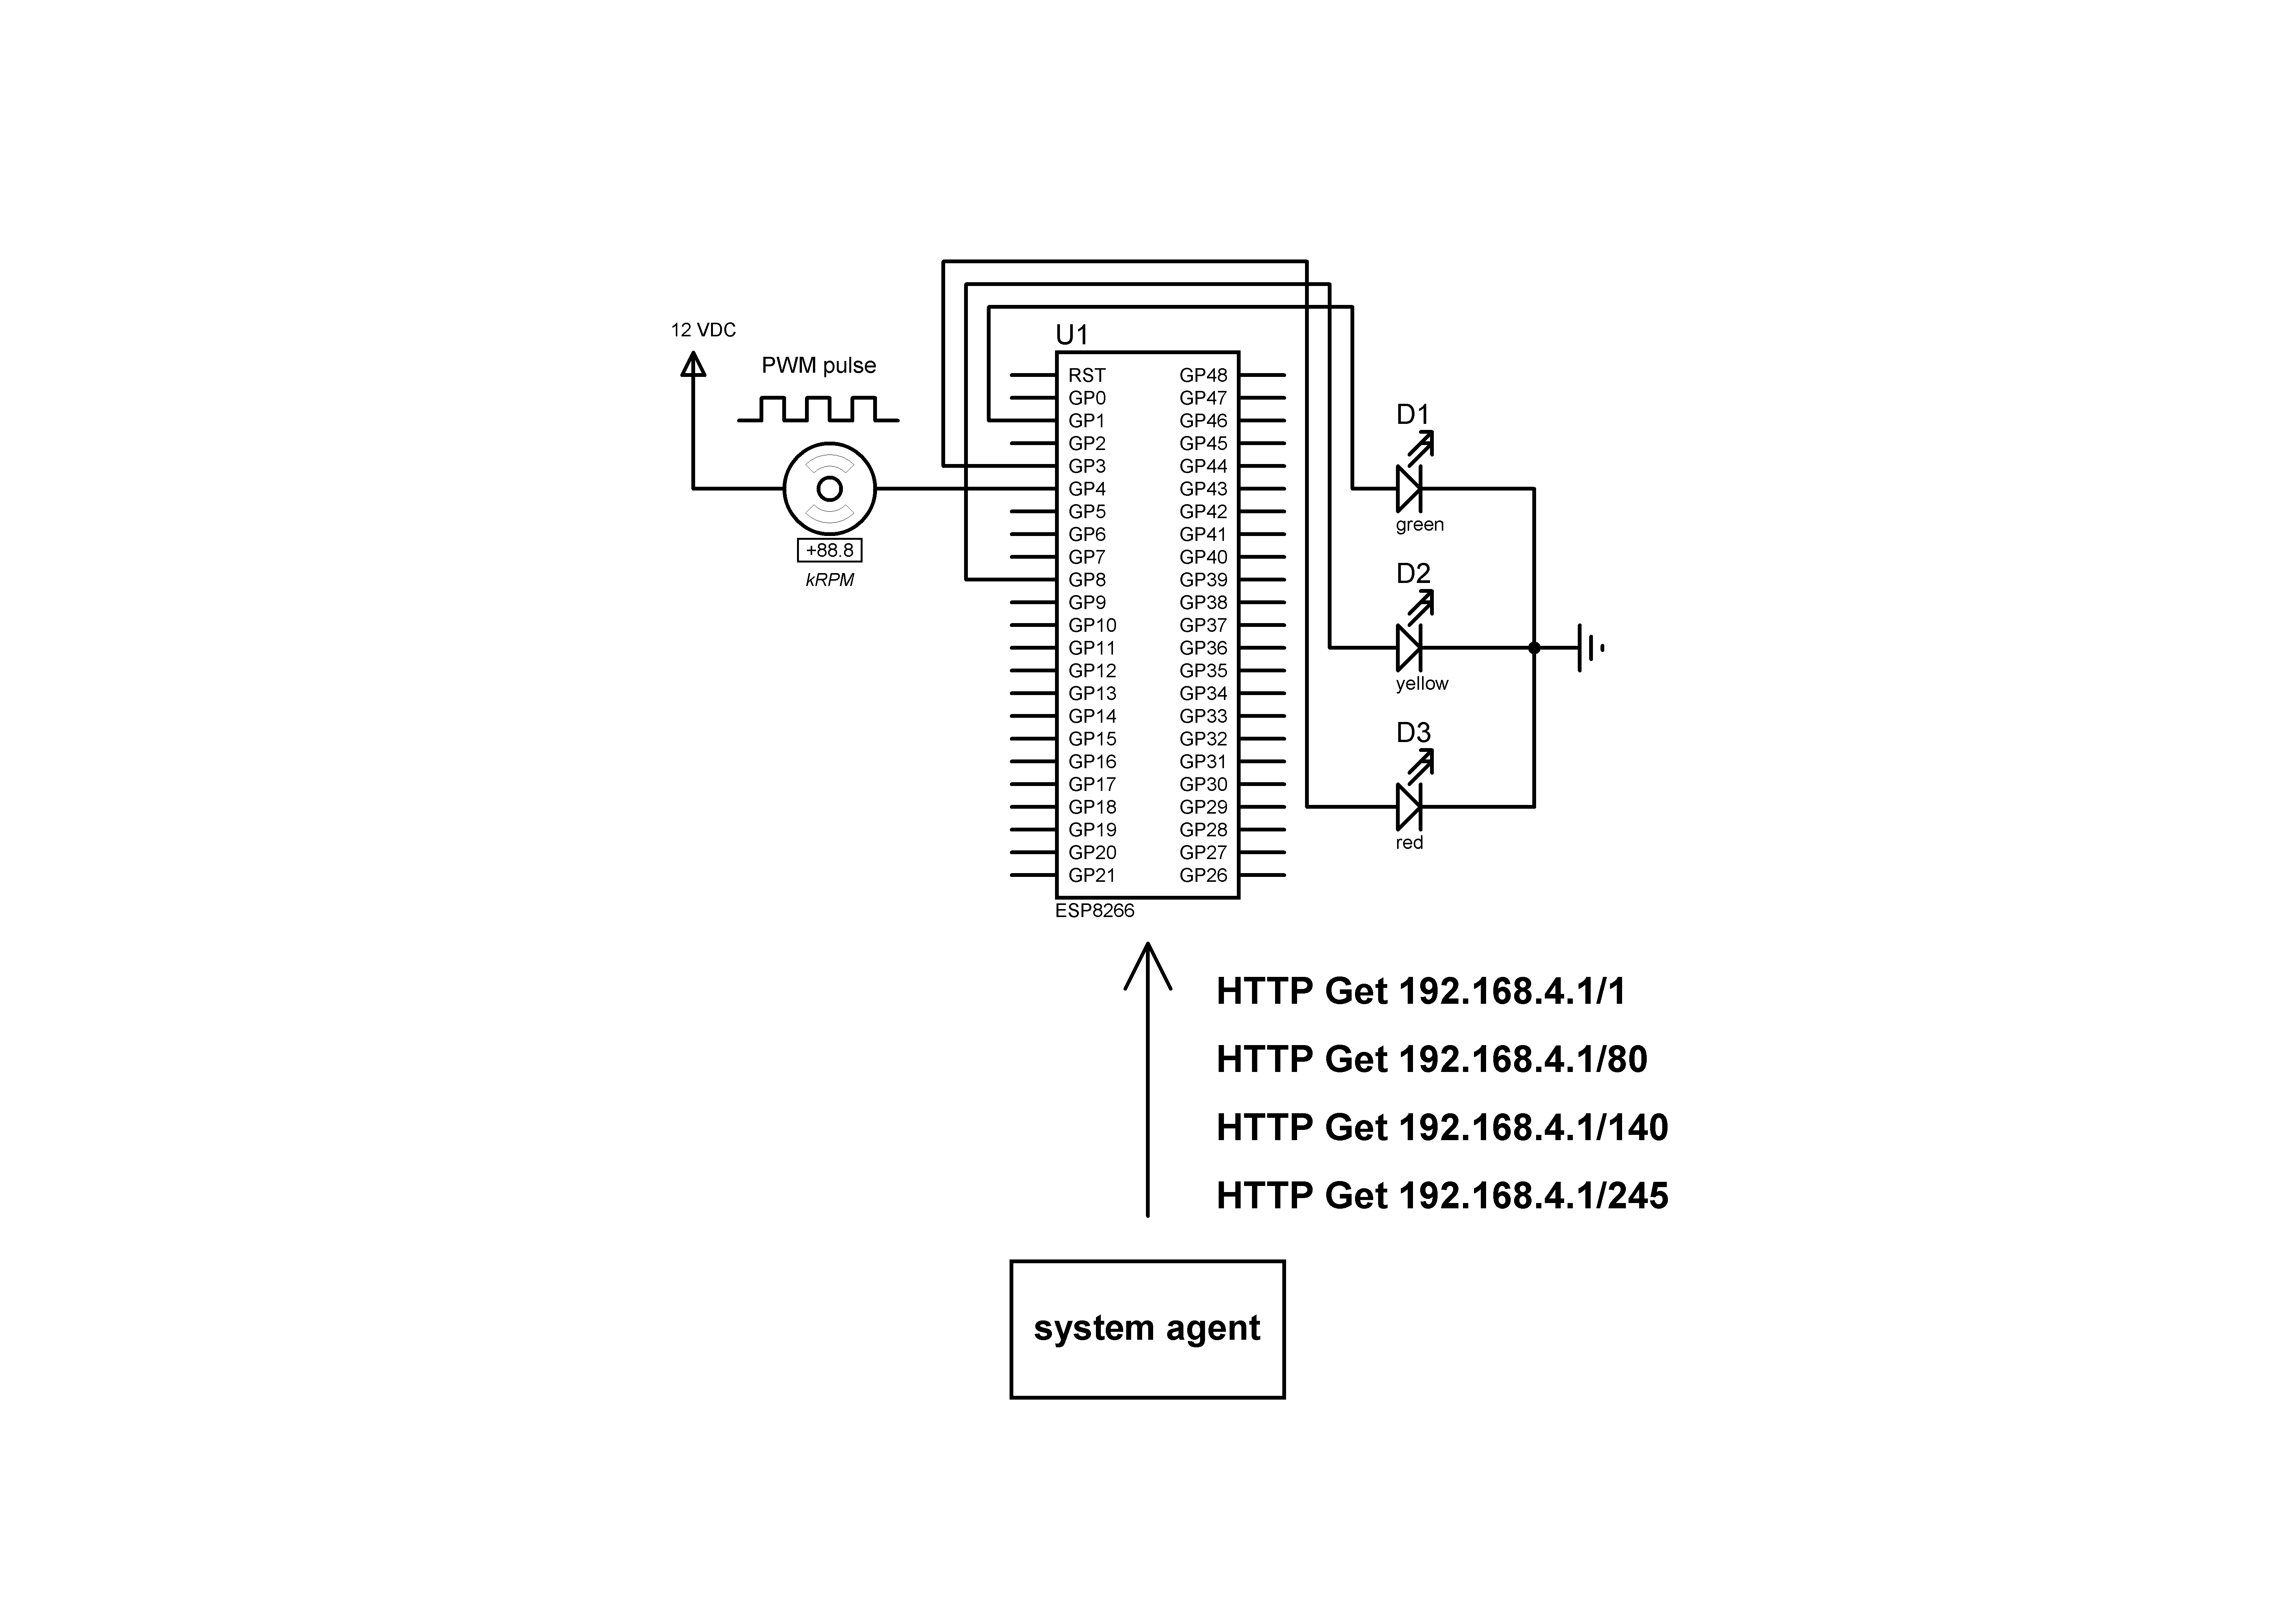 12 VDC
PWM pulse
+88.8
kRPM
U1
RST
GP0
GP1
GP2
GP3
GP4
GP5
GP6
GP7
GP8
GP9
GP10
GP11
GP12
GP13
GP14
GP15
GP16
GP17
GP18
GP19
GP20
GP21
GP48
GP47
GP46
GP45
GP44
GP43
GP42
GP41
GP40
GP39
GP38
GP37
GP36
GP35
GP34
GP33
GP32
GP31
GP30
GP29
GP28
GP27
GP26
ESP8266
D1
green
D2
yellow
D3
red
HTTP Get 192.168.4.1/1
HTTP Get 192.168.4.1/80
HTTP Get 192.168.4.1/140
HTTP Get 192.168.4.1/245
system agent